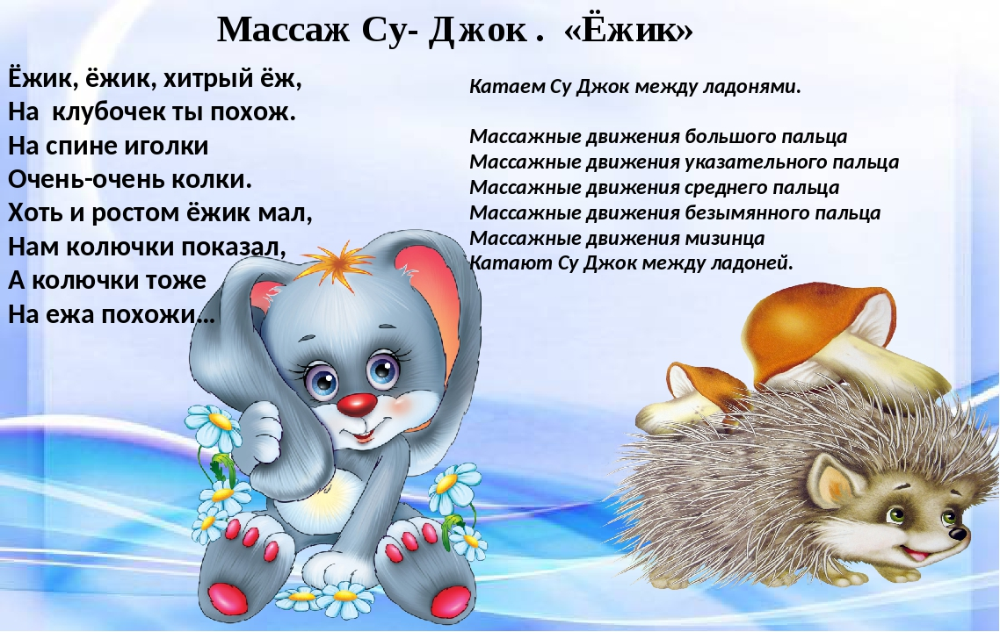 Массаж Су- Джок . «Ёжик»
Ёжик, ёжик, хитрый ёж,
На клубочек ты похож.
На спине иголки
Очень-очень колки.
Хоть и ростом ёжик мал,
Нам колючки показал,
А колючки тоже
На ежа похожи…
Катаем Су Джок между ладонями.
Массажные движения большого пальца
Массажные движения указательного пальца
Массажные движения среднего пальца
Массажные движения безымянного пальца
Массажные движения мизинца
Катают Су Джок между ладоней.